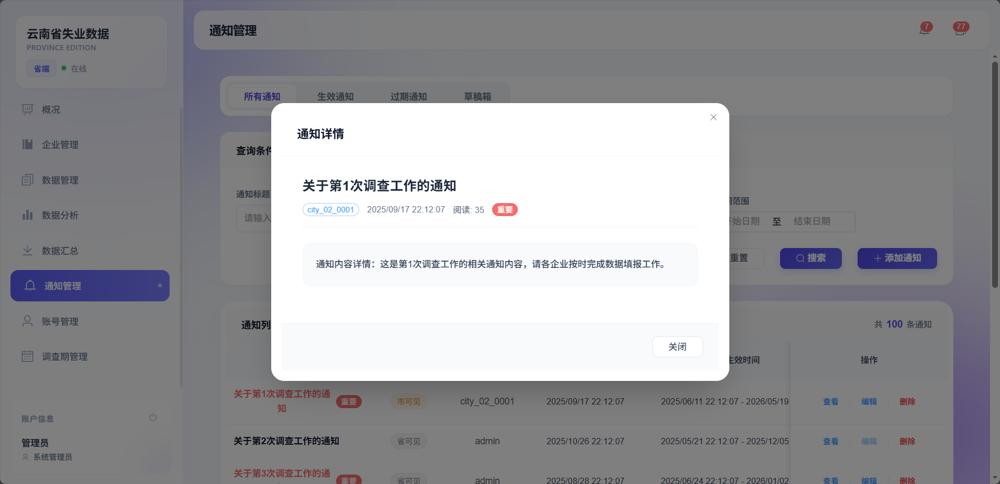 云南省失业数据
PROVINCE EDITION
省端
在线
概况
企业管理
数据管理
数据分析
数据汇总
通知管理
账号管理
调查期管理
账户信息
管理员
系统管理员
通知管理
7
77
所有通知
生效通知
过期通知
草稿箱
查询条件
通知标题
请输入
范围
始日期 至 结束日期
重置
搜索
添加通知
通知详情
关于第1次调查工作的通知
city_02_0001 2025/09/17 22:12:07 阅读: 35 重要
通知内容详情：这是第1次调查工作的相关通知内容，请各企业按时完成数据填报工作。
关闭
通知列
共 100 条通知
生效时间 操作
关于第1次调查工作的通
知
重要 市可见 city_02_0001 2025/09/17 22:12:07 2025/06/11 22:12:07 - 2026/05/19 查看 编辑 删除
关于第2次调查工作的通知 省可见 admin 2025/10/26 22:12:07 2025/05/21 22:12:07 - 2025/12/05 查看 编辑 删除
关于第3次调查工作的通
重要 省可见 admin 2025/08/28 22:12:07 2025/06/24 22:12:07 - 2026/01/02 查看 编辑 删除